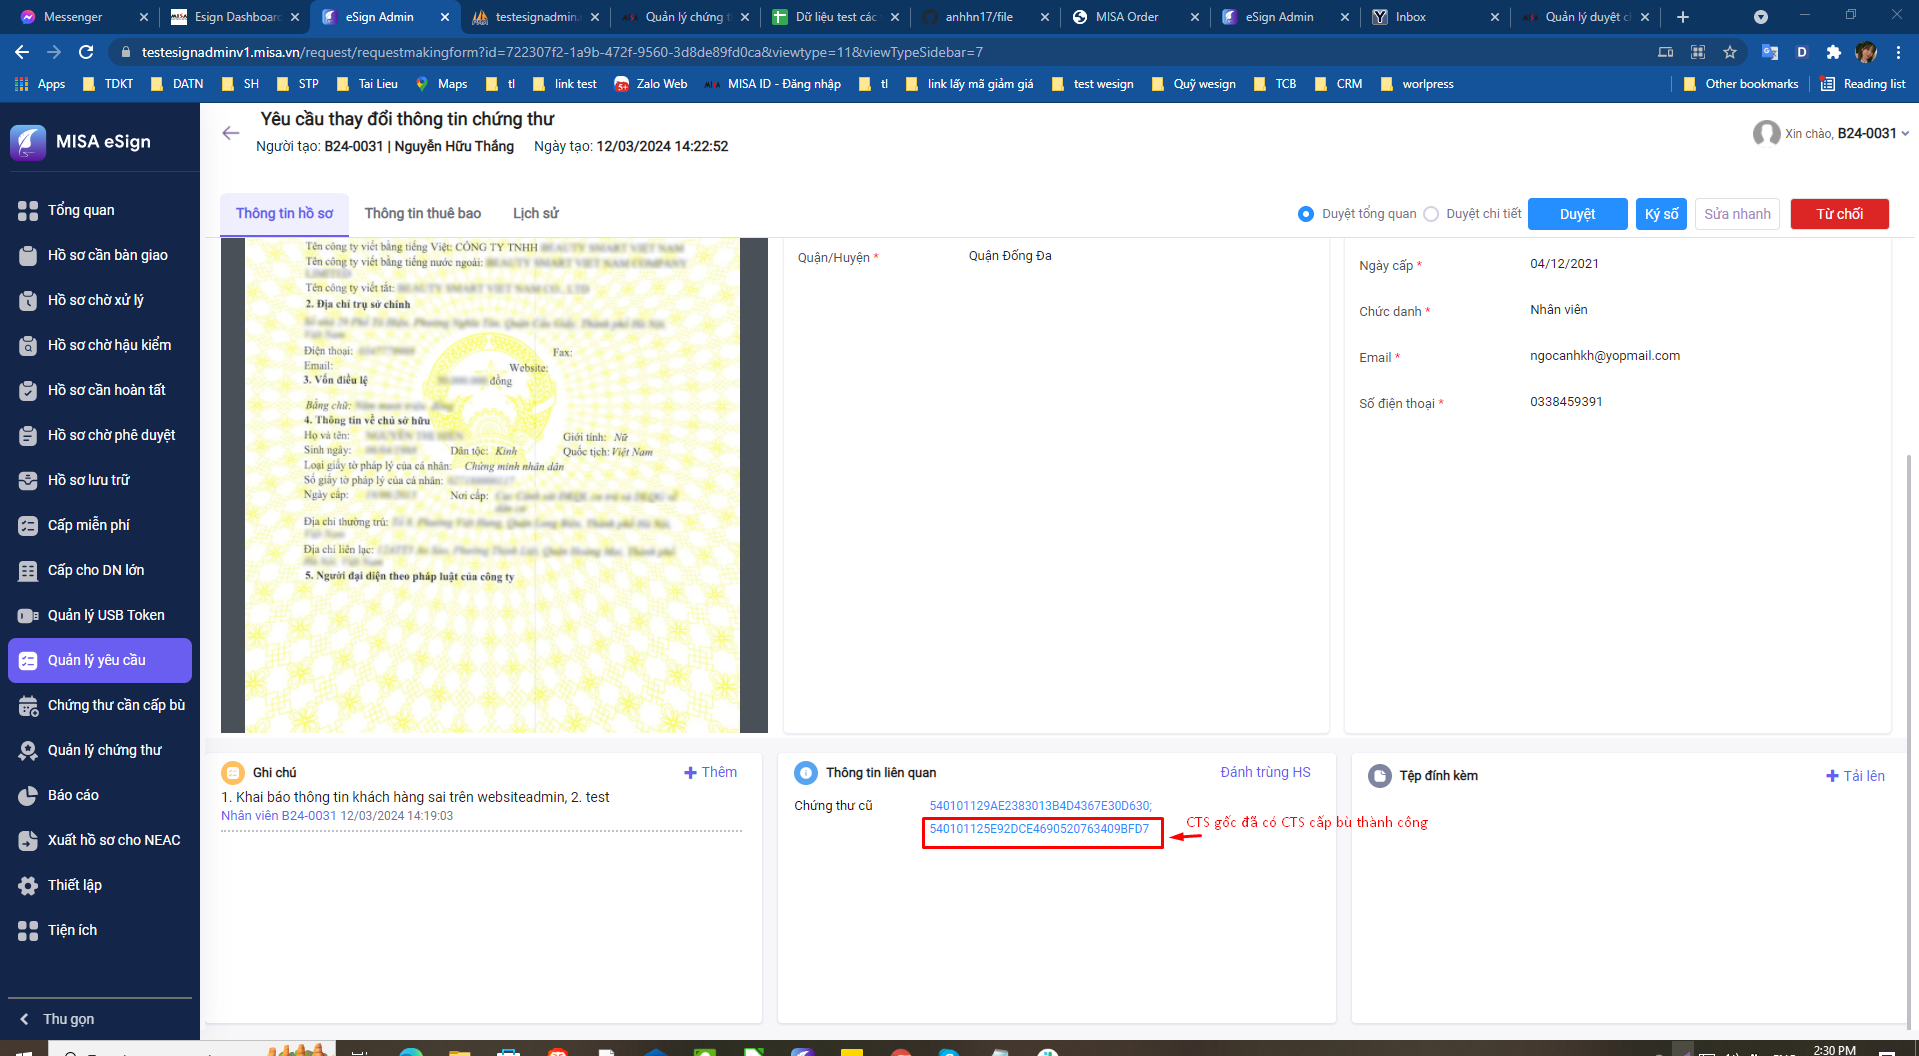 Messenger
Esign Dashboard
eSign Admin
testesignadmin.
Quản lý chứng t
Dữ liệu test các
anhhn17/file
MISA Order
eSign Admin
Inbox
Quản lý duyệt c
testesignadminv1.misa.vn/request/requestmakingform?id=722307f2-1a9b-472f-9560-3d8de89fd0ca&viewtype=11&viewTypeSidebar=7
Apps
TDKT
DATN
SH
STP
Tai Lieu
Maps
tl
link test
Zalo Web
MISA ID - Đăng nhập
tl
link lấy mã giảm giá
test wesign
Quỹ wesign
TCB
CRM
worlpress
Other bookmarks
Reading list
MISA eSign
Tổng quan
Hồ sơ cần bàn giao
Hồ sơ chờ xử lý
Hồ sơ chờ hậu kiểm
Hồ sơ cần hoàn tất
Hồ sơ chờ phê duyệt
Hồ sơ lưu trữ
Cấp miễn phí
Cấp cho DN lớn
Quản lý USB Token
Quản lý yêu cầu
Chứng thư cần cấp bù
Quản lý chứng thư
Báo cáo
Xuất hồ sơ cho NEAC
Thiết lập
Tiện ích
Thu gọn
Yêu cầu thay đổi thông tin chứng thư
Người tạo: B24-0031 | Nguyễn Hữu Thắng Ngày tạo: 12/03/2024 14:22:52
Xin chào, B24-0031
Thông tin hồ sơ
Thông tin thuê bao
Lịch sử
Duyệt tổng quan
Duyệt chi tiết
Duyệt
Ký số
Sửa nhanh
Từ chối
Tên công ty viết bằng tiếng Việt: CÔNG TY TNHH
Tên công ty viết bằng tiếng nước ngoài:
Tên công ty viết tắt:
2. Địa chỉ trụ sở chính
Điện thoại:
Fax:
Email:
Website:
3. Vốn điều lệ
đồng
Bằng chữ:
4. Thông tin về chủ sở hữu
Họ và tên:
Giới tính: Nữ
Sinh ngày:
Dân tộc: Kinh
Quốc tịch: Việt Nam
Loại giấy tờ pháp lý của cá nhân: Chứng minh nhân dân
Số giấy tờ pháp lý của cá nhân:
Ngày cấp:
Nơi cấp:
Địa chỉ thường trú:
Địa chỉ liên lạc:
5. Người đại diện theo pháp luật của công ty
Quận/Huyện *
Quận Đống Đa
Ngày cấp *
04/12/2021
Chức danh *
Nhân viên
Email *
ngocanhkh@yopmail.com
Số điện thoại *
0338459391
Ghi chú
Thêm
1. Khai báo thông tin khách hàng sai trên websiteadmin, 2. test
Nhân viên B24-0031 12/03/2024 14:19:03
Thông tin liên quan
Đánh trùng HS
Chứng thư cũ
540101129AE2383013B4D4367E30D630;
540101125E92DCE4690520763409BFD7
CTS gốc đã có CTS cấp bù thành công
Tệp đính kèm
Tải lên
2:30 PM